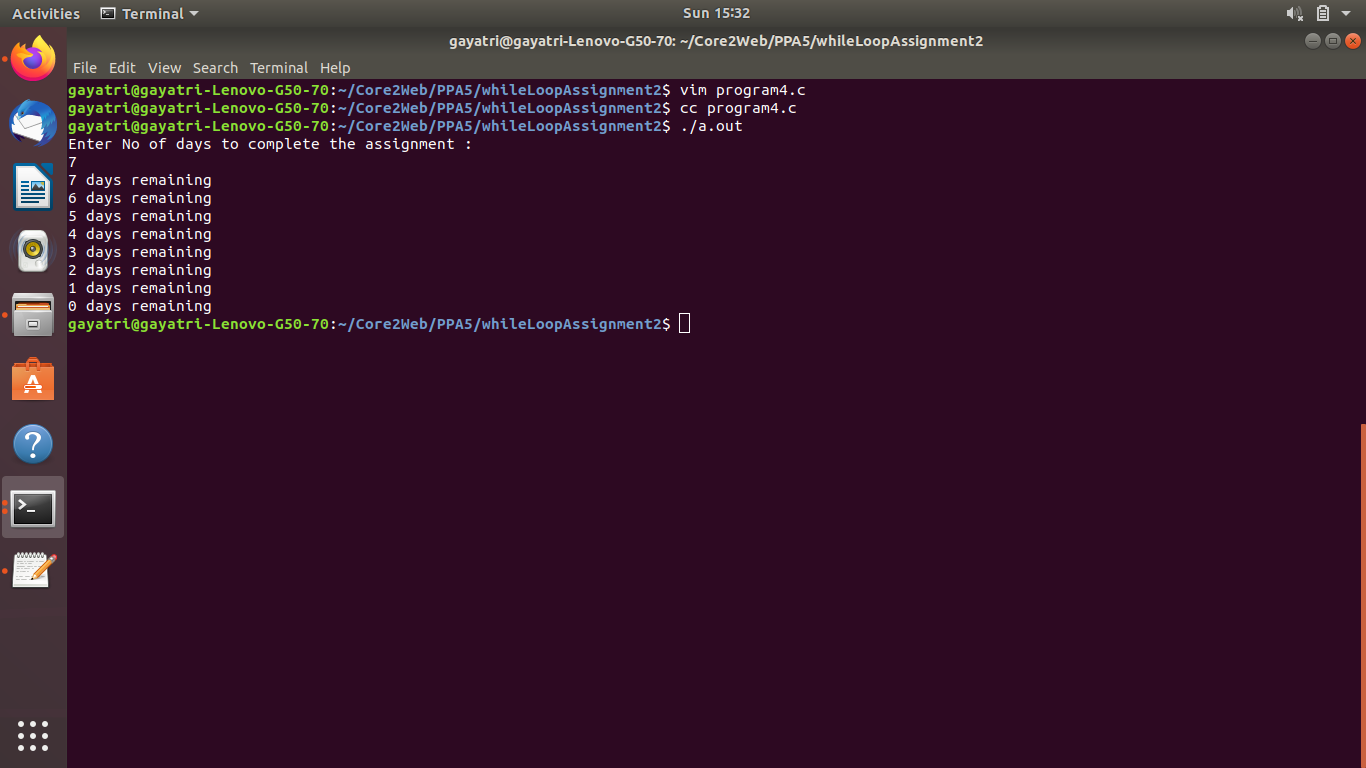 Activities Terminal Sun 15:32
gayatri@gayatri-Lenovo-G50-70: ~/Core2Web/PPA5/whileLoopAssignment2
File Edit View Search Terminal Help
gayatri@gayatri-Lenovo-G50-70:~/Core2Web/PPA5/whileLoopAssignment2$ vim program4.c
gayatri@gayatri-Lenovo-G50-70:~/Core2Web/PPA5/whileLoopAssignment2$ cc program4.c
gayatri@gayatri-Lenovo-G50-70:~/Core2Web/PPA5/whileLoopAssignment2$ ./a.out
Enter No of days to complete the assignment :
7
7 days remaining
6 days remaining
5 days remaining
4 days remaining
3 days remaining
2 days remaining
1 days remaining
0 days remaining
gayatri@gayatri-Lenovo-G50-70:~/Core2Web/PPA5/whileLoopAssignment2$